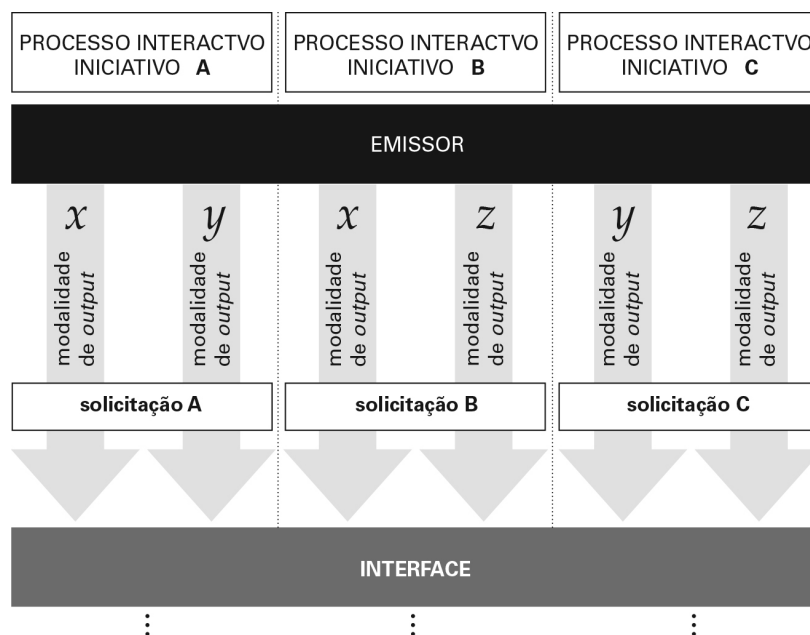 PROCESSO INTERACTVO
INICIATIVO A
PROCESSO INTERACTVO
INICIATIVO B
PROCESSO INTERACTVO
INICIATIVO C
EMISSOR
x
modalidade
de output
y
modalidade
de output
x
modalidade
de output
z
modalidade
de output
y
modalidade
de output
z
modalidade
de output
solicitação A
solicitação B
solicitação C
INTERFACE